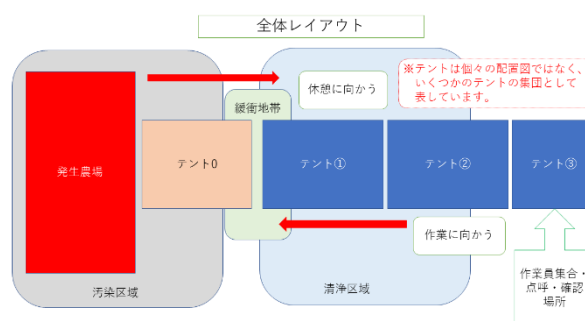 全体レイアウト
※テントは個々の配置図ではなく、
いくつかのテントの集団として
表しています。
休憩に向かう
緩衝地帯
発生農場
テント0
テント①
テント②
テント③
作業に向かう
作業員集合・
点呼・確認
場所
汚染区域
清浄区域